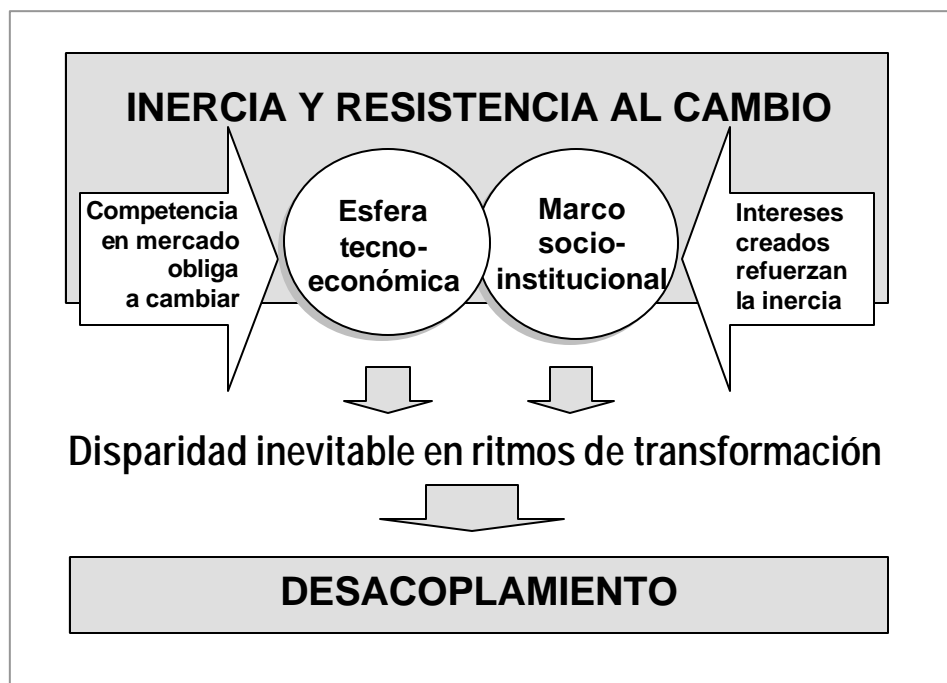 INERCIA Y RESISTENCIA AL CAMBIO
Competencia
en mercado
obliga
a cambiar
Esfera
tecno-
económica
Marco
socio-
institucional
Intereses
creados
refuerzan
la inercia
Disparidad inevitable en ritmos de transformación
DESACOPLAMIENTO